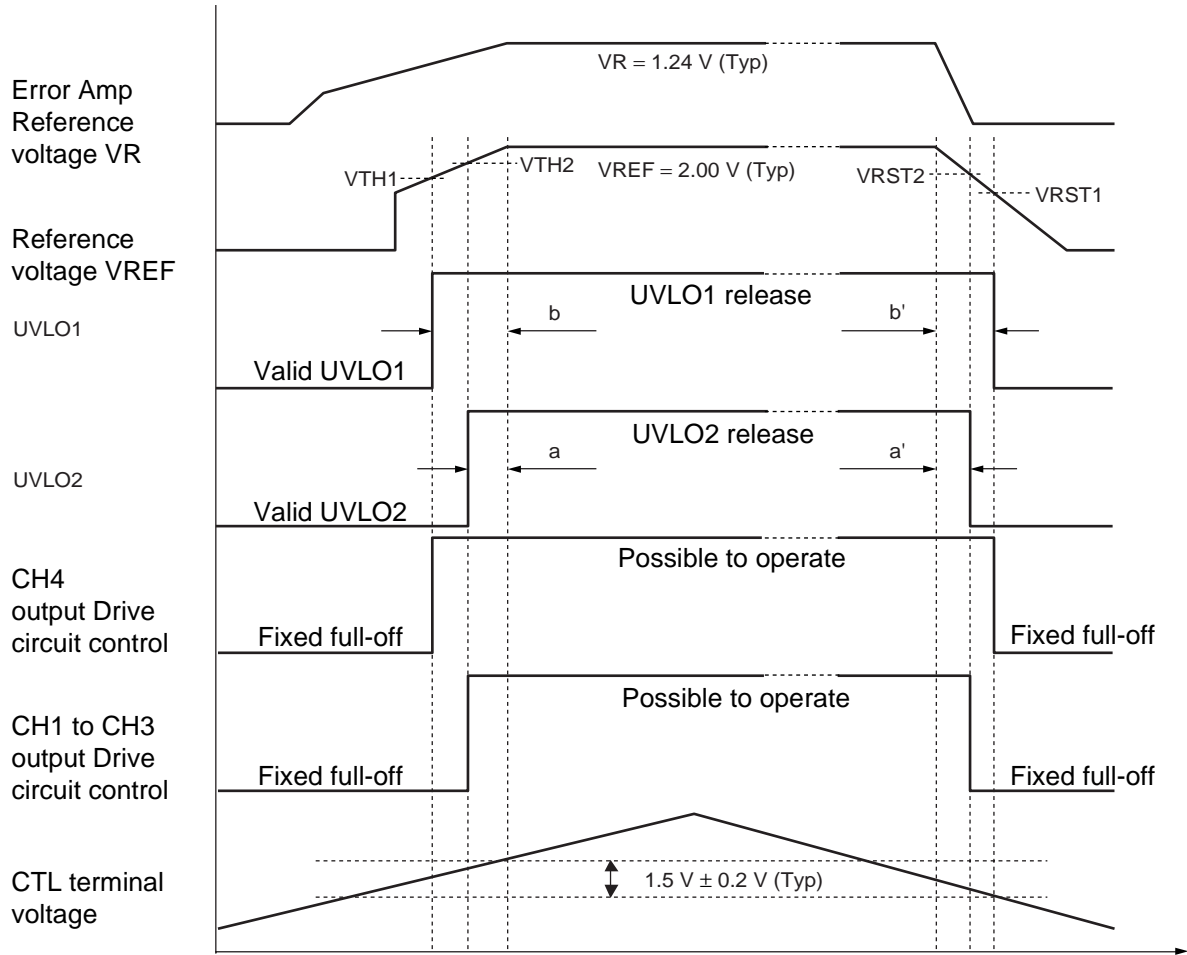 VR = 1.24 V (Typ)
Error Amp
Reference
voltage VR
VTH1
VTH2
VREF = 2.00 V (Typ)
VRST2
VRST1
Reference
voltage VREF
UVLO1 release
UVLO1
b
b'
Valid UVLO1
UVLO2 release
UVLO2
a
a'
Valid UVLO2
Possible to operate
CH4
output Drive
circuit control
Fixed full-off
Fixed full-off
Possible to operate
CH1 to CH3
output Drive
circuit control
Fixed full-off
Fixed full-off
CTL terminal
voltage
1.5 V ± 0.2 V (Typ)